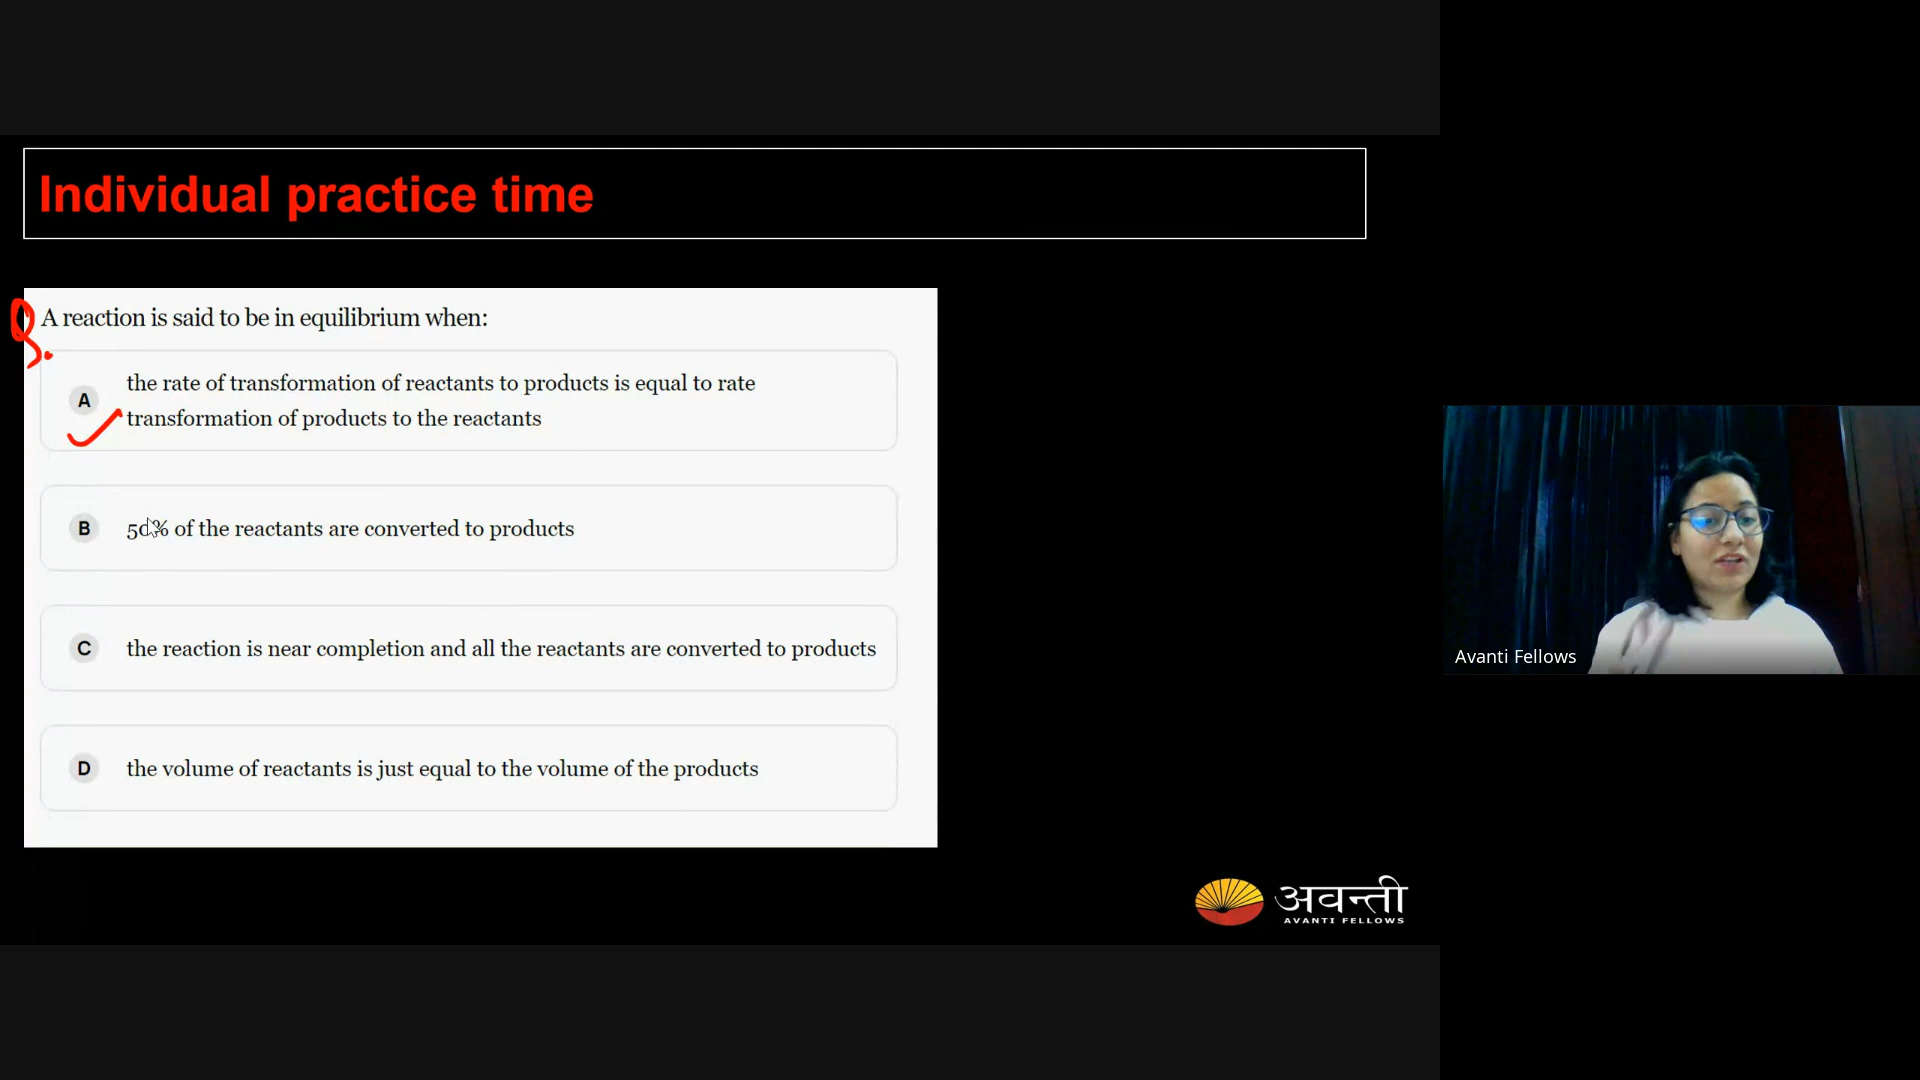 Individual practice time
Q.
A reaction is said to be in equilibrium when:
A
the rate of transformation of reactants to products is equal to rate
transformation of products to the reactants
B
50% of the reactants are converted to products
C
the reaction is near completion and all the reactants are converted to products
D
the volume of reactants is just equal to the volume of the products
Avanti Fellows
अवन्ती
AVANTI FELLOWS